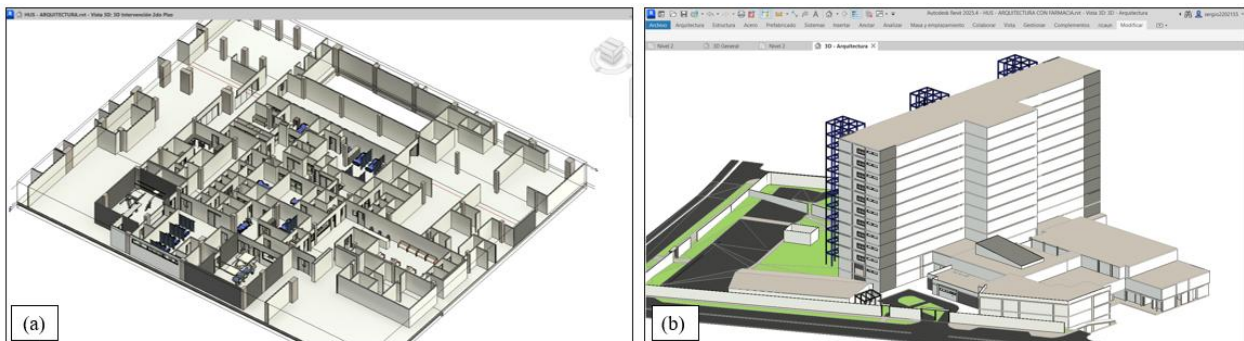 HUS - ARQUITECTURA.rvt - Vista 3D: 3D Intervención 2do Piso
(a)
Autodesk Revit 2025.4 - HUS - ARQUITECTURA CON FARMACIA.rvt - Vista 3D: 3D - Arquitectura
Archivo Arquitectura Estructura Acero Prefabricado Sistemas Insertar Anotar Analizar Masa y emplazamiento Colaborar Vista Gestionar Complementos Modificar
Nivel 2 3D General Nivel 2 3D - Arquitectura
(b)